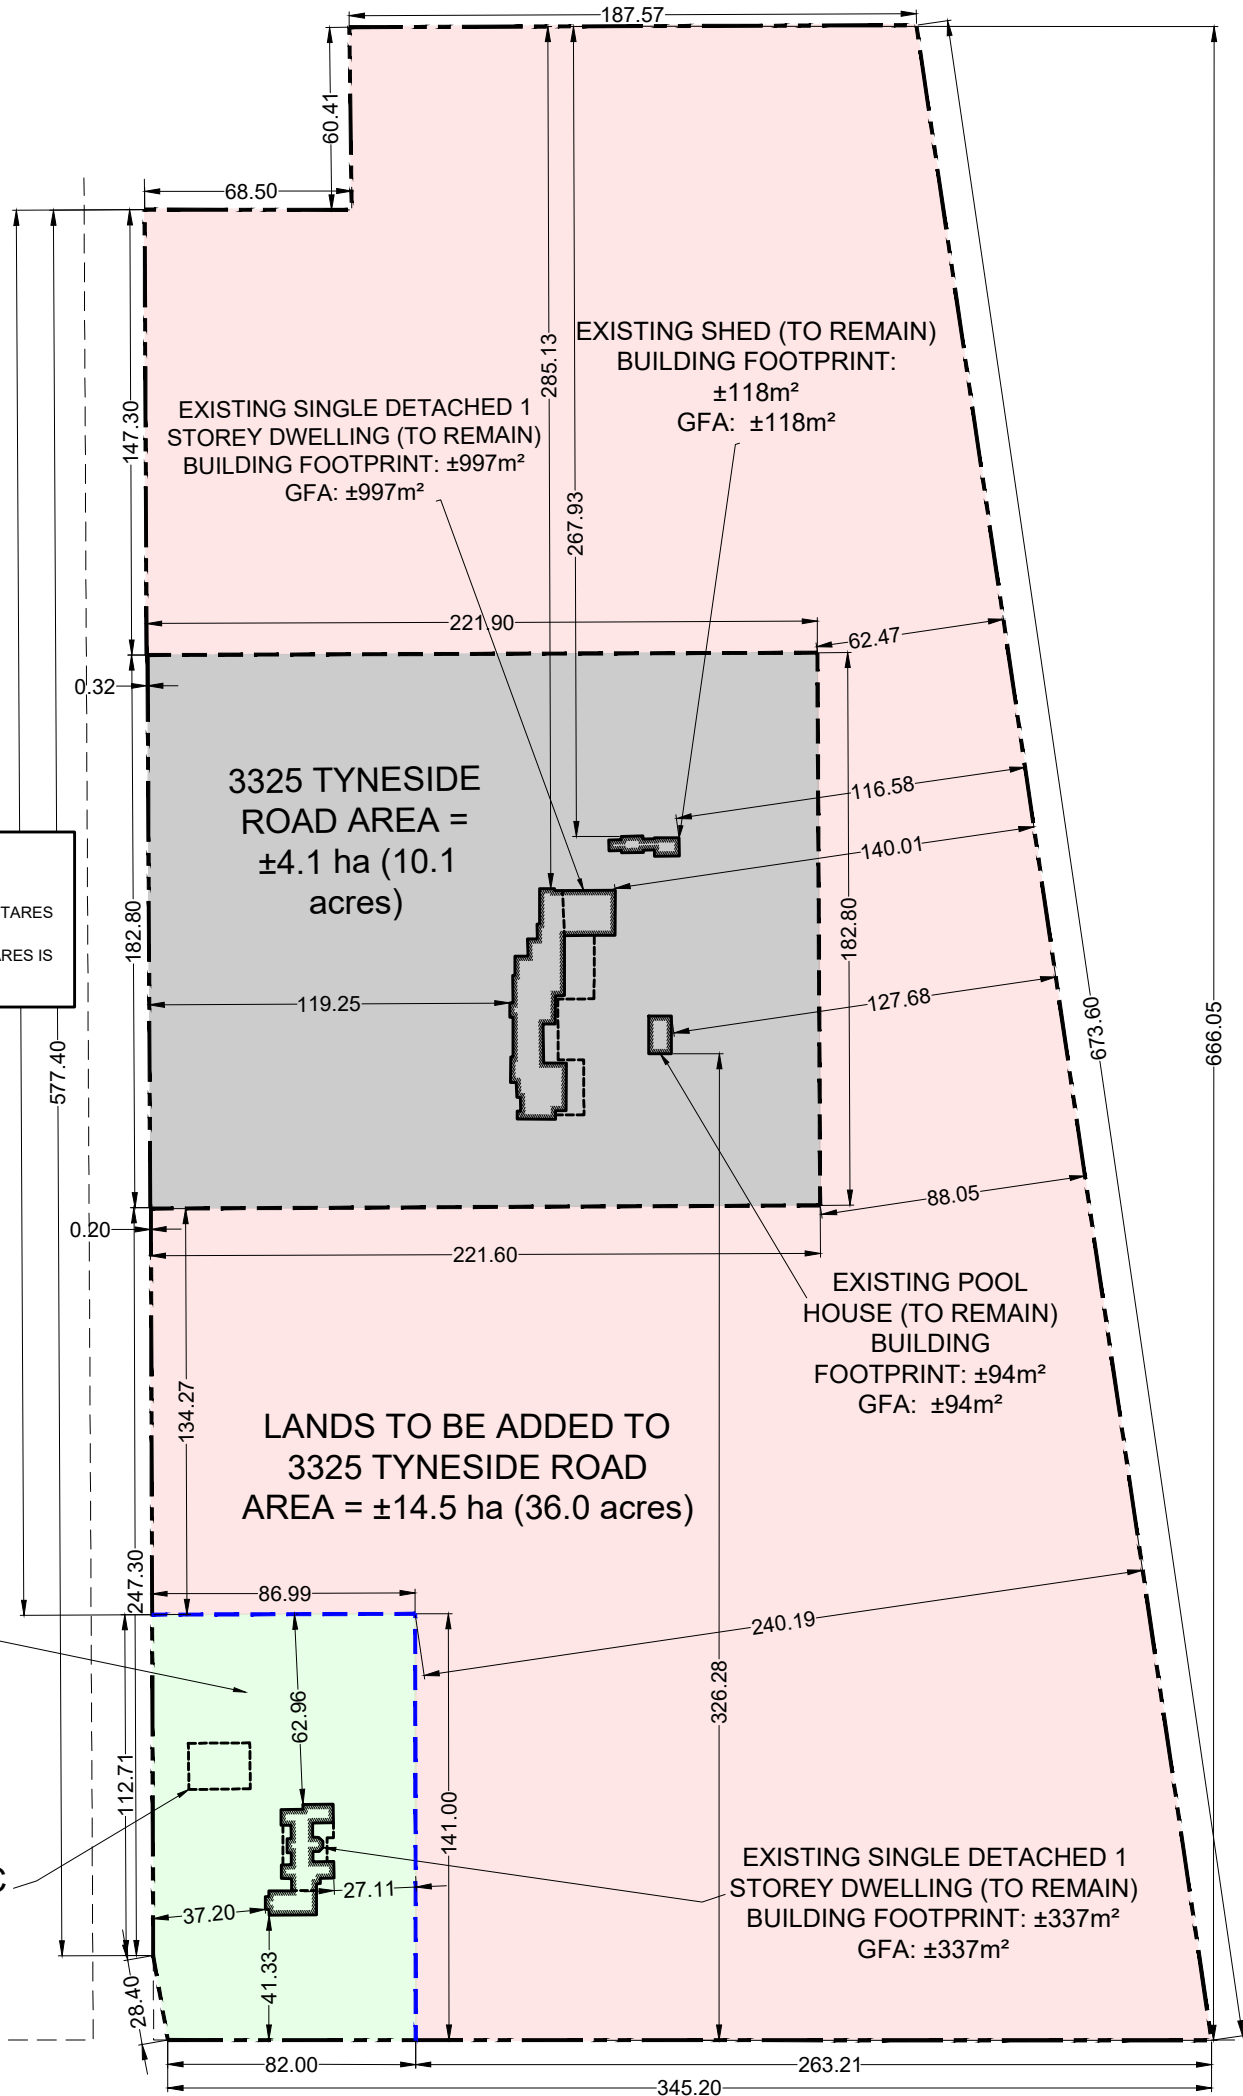 187.57
60.41
68.50
EXISTING SHED (TO REMAIN)
BUILDING FOOTPRINT:
±118m²
GFA: ±118m²
285.13
267.93
147.30
EXISTING SINGLE DETACHED 1
STOREY DWELLING (TO REMAIN)
BUILDING FOOTPRINT: ±997m²
GFA: ±997m²
221.90
62.47
0.32
3325 TYNESIDE
ROAD AREA =
±4.1 ha (10.1
acres)
116.58
140.01
TARES
ARES IS
182.80
182.80
119.25
127.68
673.60
666.05
577.40
88.05
0.20
221.60
EXISTING POOL
HOUSE (TO REMAIN)
BUILDING
FOOTPRINT: ±94m²
GFA: ±94m²
134.27
LANDS TO BE ADDED TO
3325 TYNESIDE ROAD
AREA = ±14.5 ha (36.0 acres)
247.30
86.99
240.19
326.28
62.96
112.71
141.00
EXISTING SINGLE DETACHED 1
STOREY DWELLING (TO REMAIN)
BUILDING FOOTPRINT: ±337m²
GFA: ±337m²
27.11
37.20
41.33
28.40
82.00
263.21
345.20